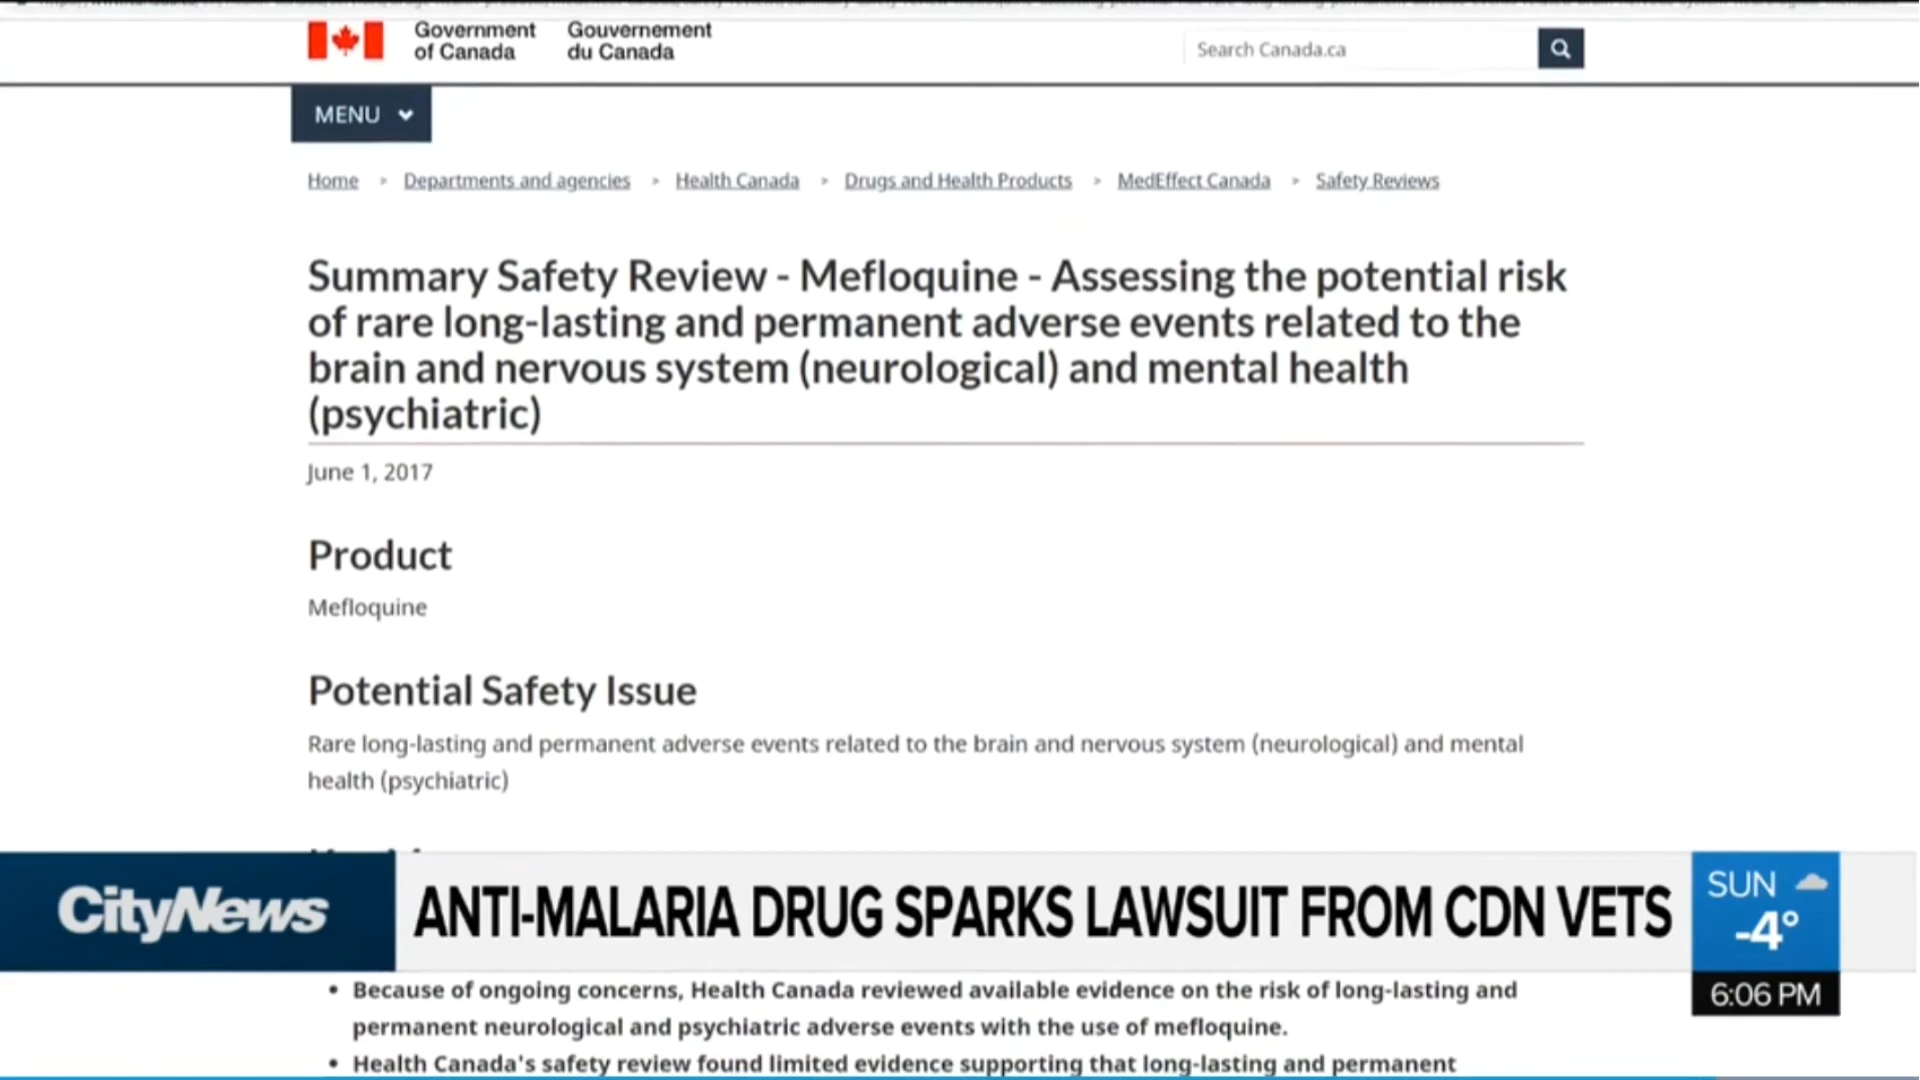 Government
of Canada
Gouvernement
du Canada
Search Canada.ca
MENU
Home > Departments and agencies > Health Canada > Drugs and Health Products > MedEffect Canada > Safety Reviews
Summary Safety Review - Mefloquine - Assessing the potential risk
of rare long-lasting and permanent adverse events related to the
brain and nervous system (neurological) and mental health
(psychiatric)
June 1, 2017
Product
Mefloquine
Potential Safety Issue
Rare long-lasting and permanent adverse events related to the brain and nervous system (neurological) and mental
health (psychiatric)
CityNews
ANTI-MALARIA DRUG SPARKS LAWSUIT FROM CDN VETS
SUN
-4°
6:06 PM
• Because of ongoing concerns, Health Canada reviewed available evidence on the risk of long-lasting and
permanent neurological and psychiatric adverse events with the use of mefloquine.
• Health Canada's safety review found limited evidence supporting that long-lasting and permanent